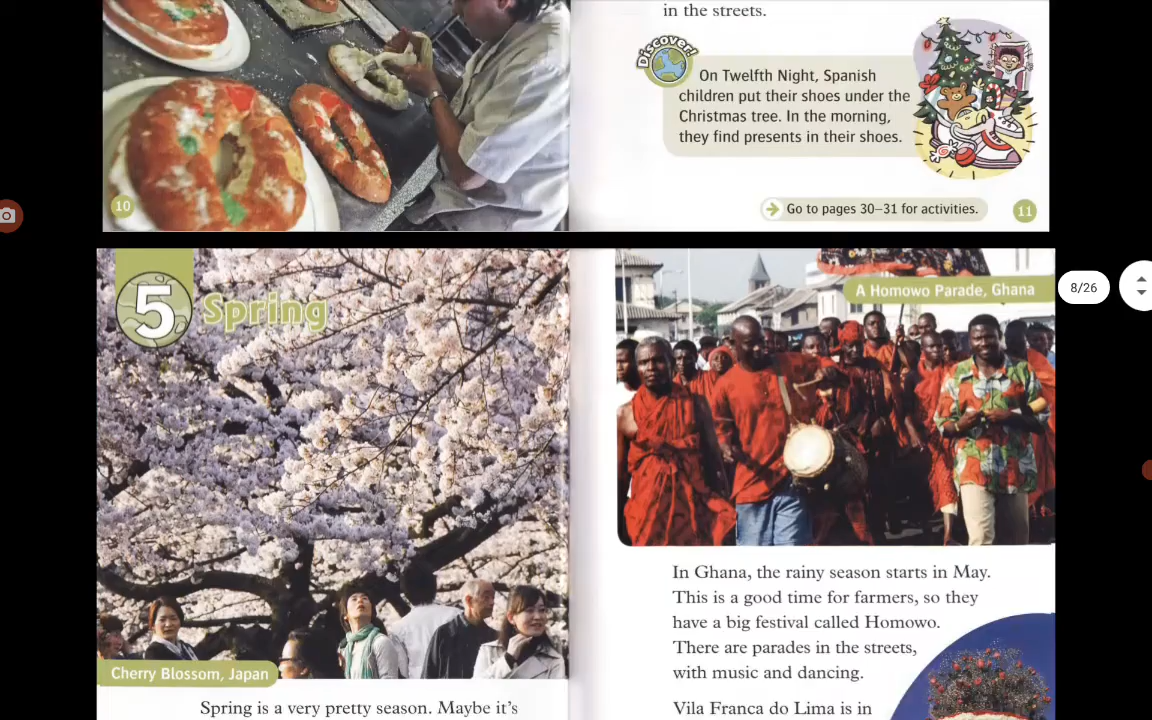 in the streets.
Discover!
On Twelfth Night, Spanish
children put their shoes under the
Christmas tree. In the morning,
they find presents in their shoes.
10
Go to pages 30–31 for activities.
11
5 Spring
Cherry Blossom, Japan
Spring is a very pretty season. Maybe it's
A Homowo Parade, Ghana
In Ghana, the rainy season starts in May.
This is a good time for farmers, so they
have a big festival called Homowo.
There are parades in the streets,
with music and dancing.
Vila Franca do Lima is in
8/26